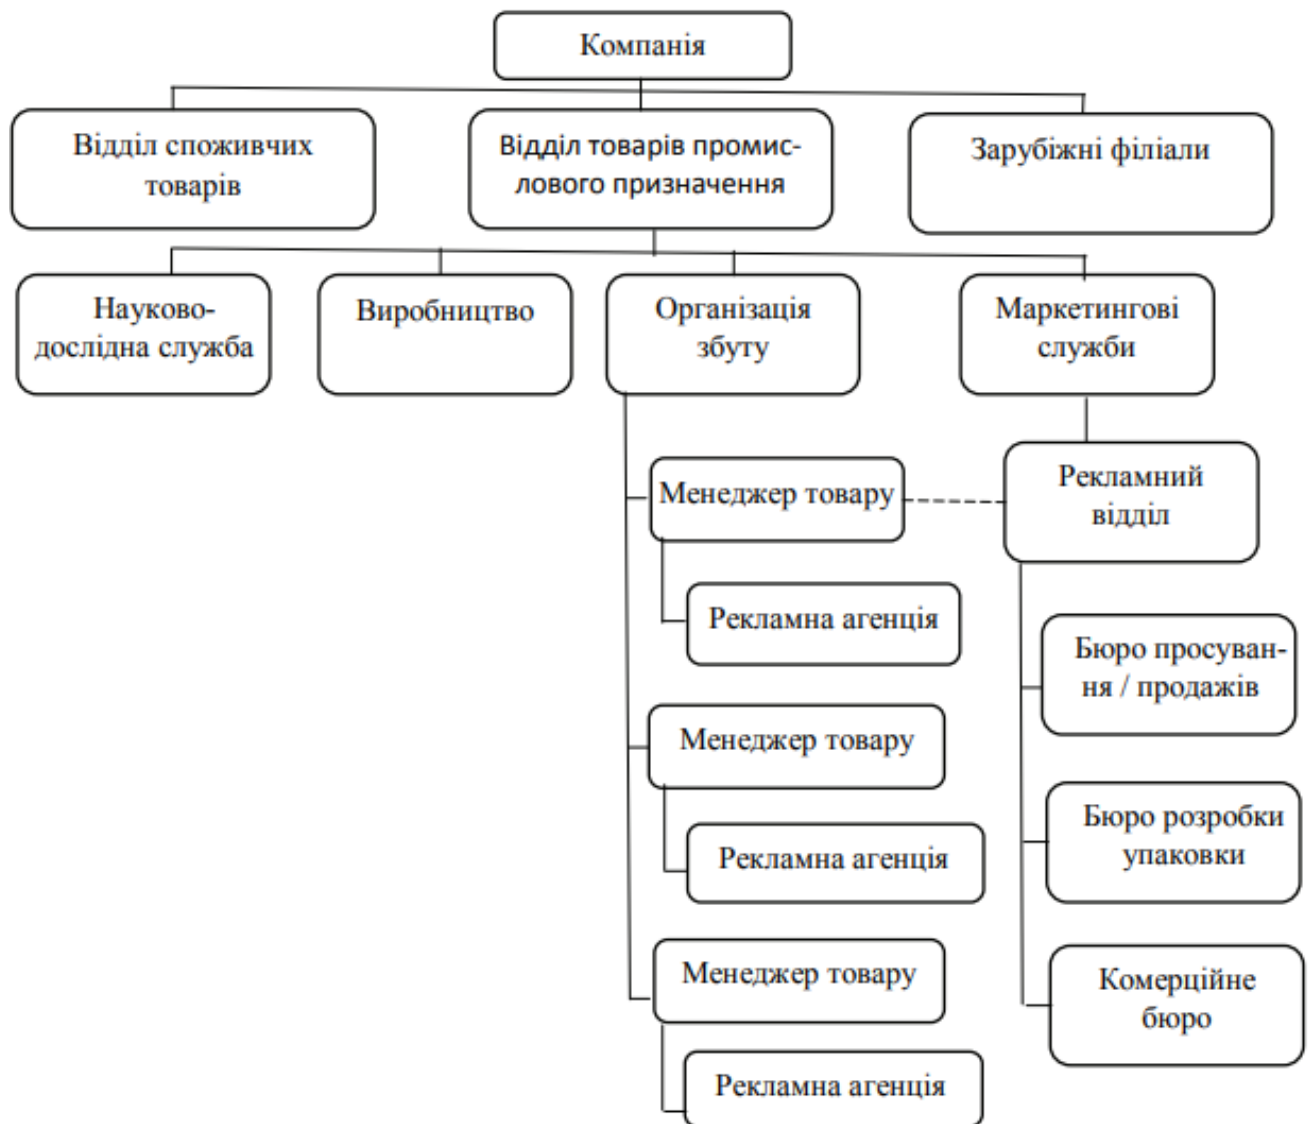 Компанія
Відділ споживчих
товарів
Відділ товарів промис-
лового призначення
Зарубіжні філіали
Науково-
дослідна служба
Виробництво
Організація
збуту
Маркетингові
служби
Менеджер товару
Рекламний
відділ
Рекламна агенція
Бюро просуван-
ня / продажів
Менеджер товару
Бюро розробки
упаковки
Рекламна агенція
Менеджер товару
Комерційне
бюро
Рекламна агенція